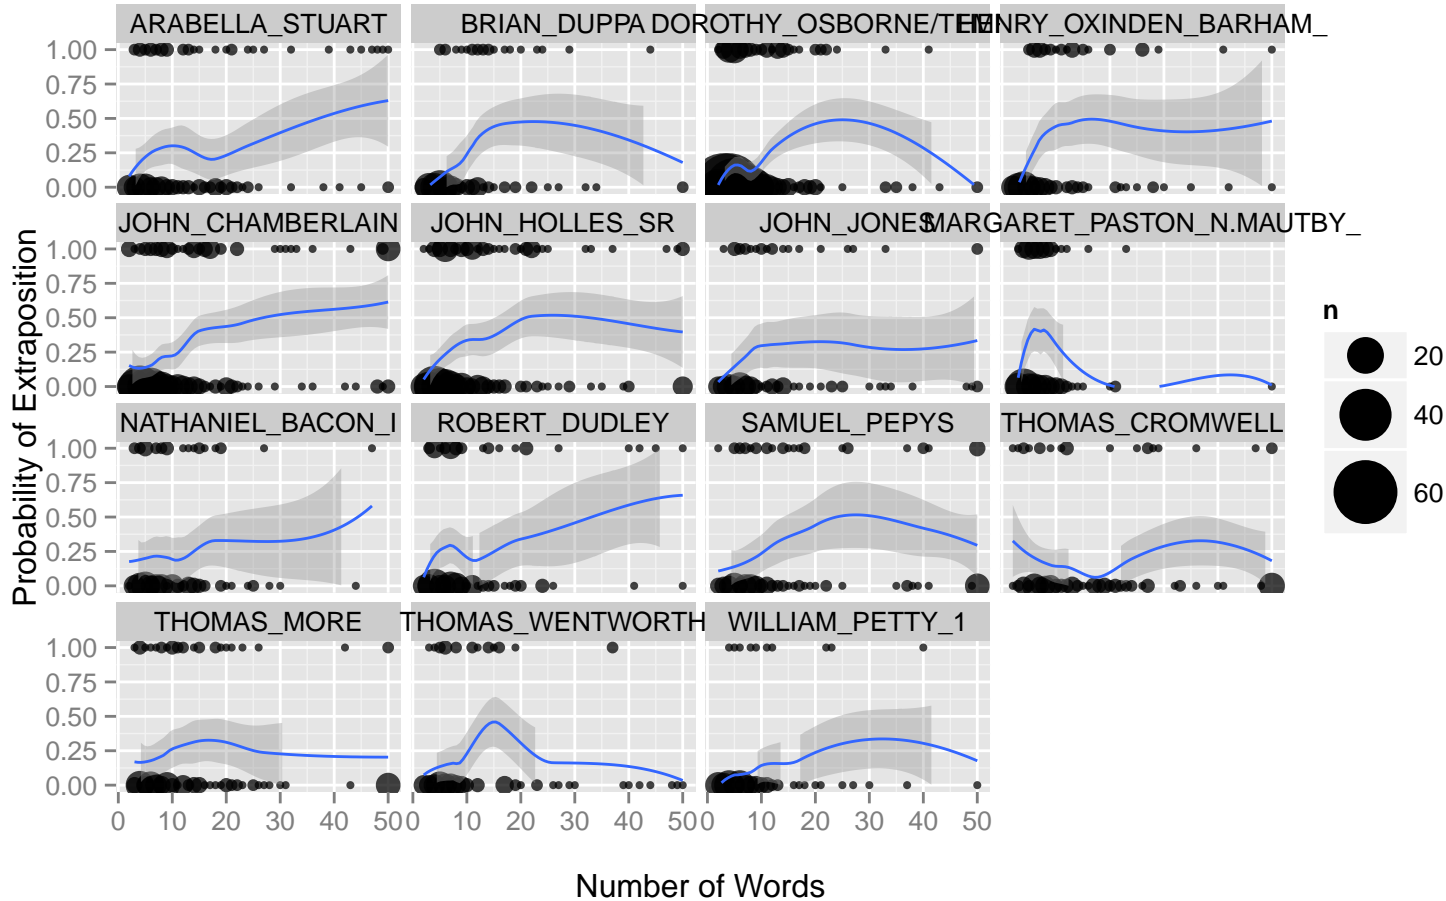 ARABELLA_STUART
BRIAN_DUPPA
DOROTHY_OSBORNE/TEM
HENRY_OXINDEN_BARHAM_
1.00
0.75
0.50
0.25
0.00
JOHN_CHAMBERLAIN
JOHN_HOLLES_SR
JOHN_JONES
MARGARET_PASTON_N.MAUTBY_
1.00
0.75
0.50
0.25
0.00
NATHANIEL_BACON_I
ROBERT_DUDLEY
SAMUEL_PEPYS
THOMAS_CROMWELL
1.00
0.75
0.50
0.25
0.00
THOMAS_MORE
THOMAS_WENTWORTH
WILLIAM_PETTY_1
1.00
0.75
0.50
0.25
0.00
0 10 20 30 40 50
0 10 20 30 40 50
0 10 20 30 40 50
Number of Words
Probability of Extraposition
n
20
40
60